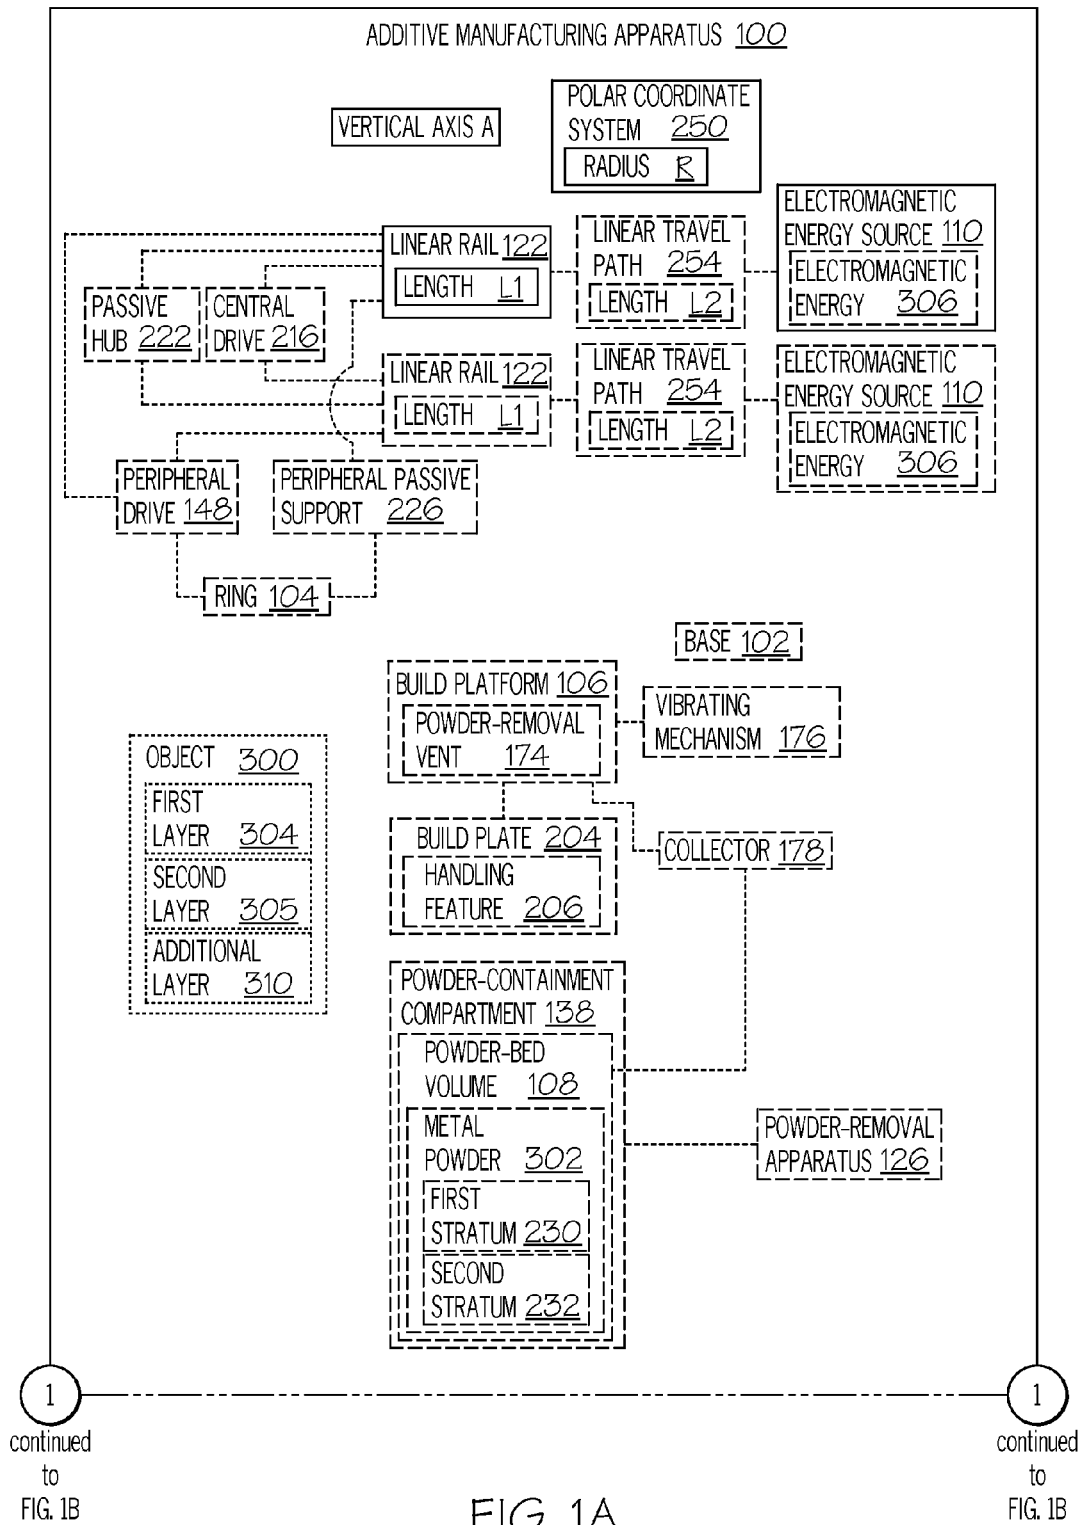 ADDITIVE MANUFACTURING APPARATUS 100
VERTICAL AXIS A
POLAR COORDINATE
SYSTEM 250
RADIUS R
ELECTROMAGNETIC
ENERGY SOURCE 110
ELECTROMAGNETIC
ENERGY 306
LINEAR TRAVEL
PATH 254
LENGTH L2
LINEAR RAIL 122
LENGTH L1
PASSIVE
HUB 222
CENTRAL
DRIVE 216
LINEAR RAIL 122
LENGTH L1
LINEAR TRAVEL
PATH 254
LENGTH L2
ELECTROMAGNETIC
ENERGY SOURCE 110
ELECTROMAGNETIC
ENERGY 306
PERIPHERAL
DRIVE 148
PERIPHERAL PASSIVE
SUPPORT 226
RING 104
BASE 102
BUILD PLATFORM 106
POWDER-REMOVAL
VENT 174
VIBRATING
MECHANISM 176
OBJECT 300
FIRST
LAYER 304
SECOND
LAYER 305
ADDITIONAL
LAYER 310
BUILD PLATE 204
HANDLING
FEATURE 206
COLLECTOR 178
POWDER-CONTAINMENT
COMPARTMENT 138
POWDER-BED
VOLUME 108
METAL
POWDER 302
FIRST
STRATUM 230
SECOND
STRATUM 232
POWDER-REMOVAL
APPARATUS 126
1
continued
to
FIG. 1B
1
continued
to
FIG. 1B
FIG. 1A